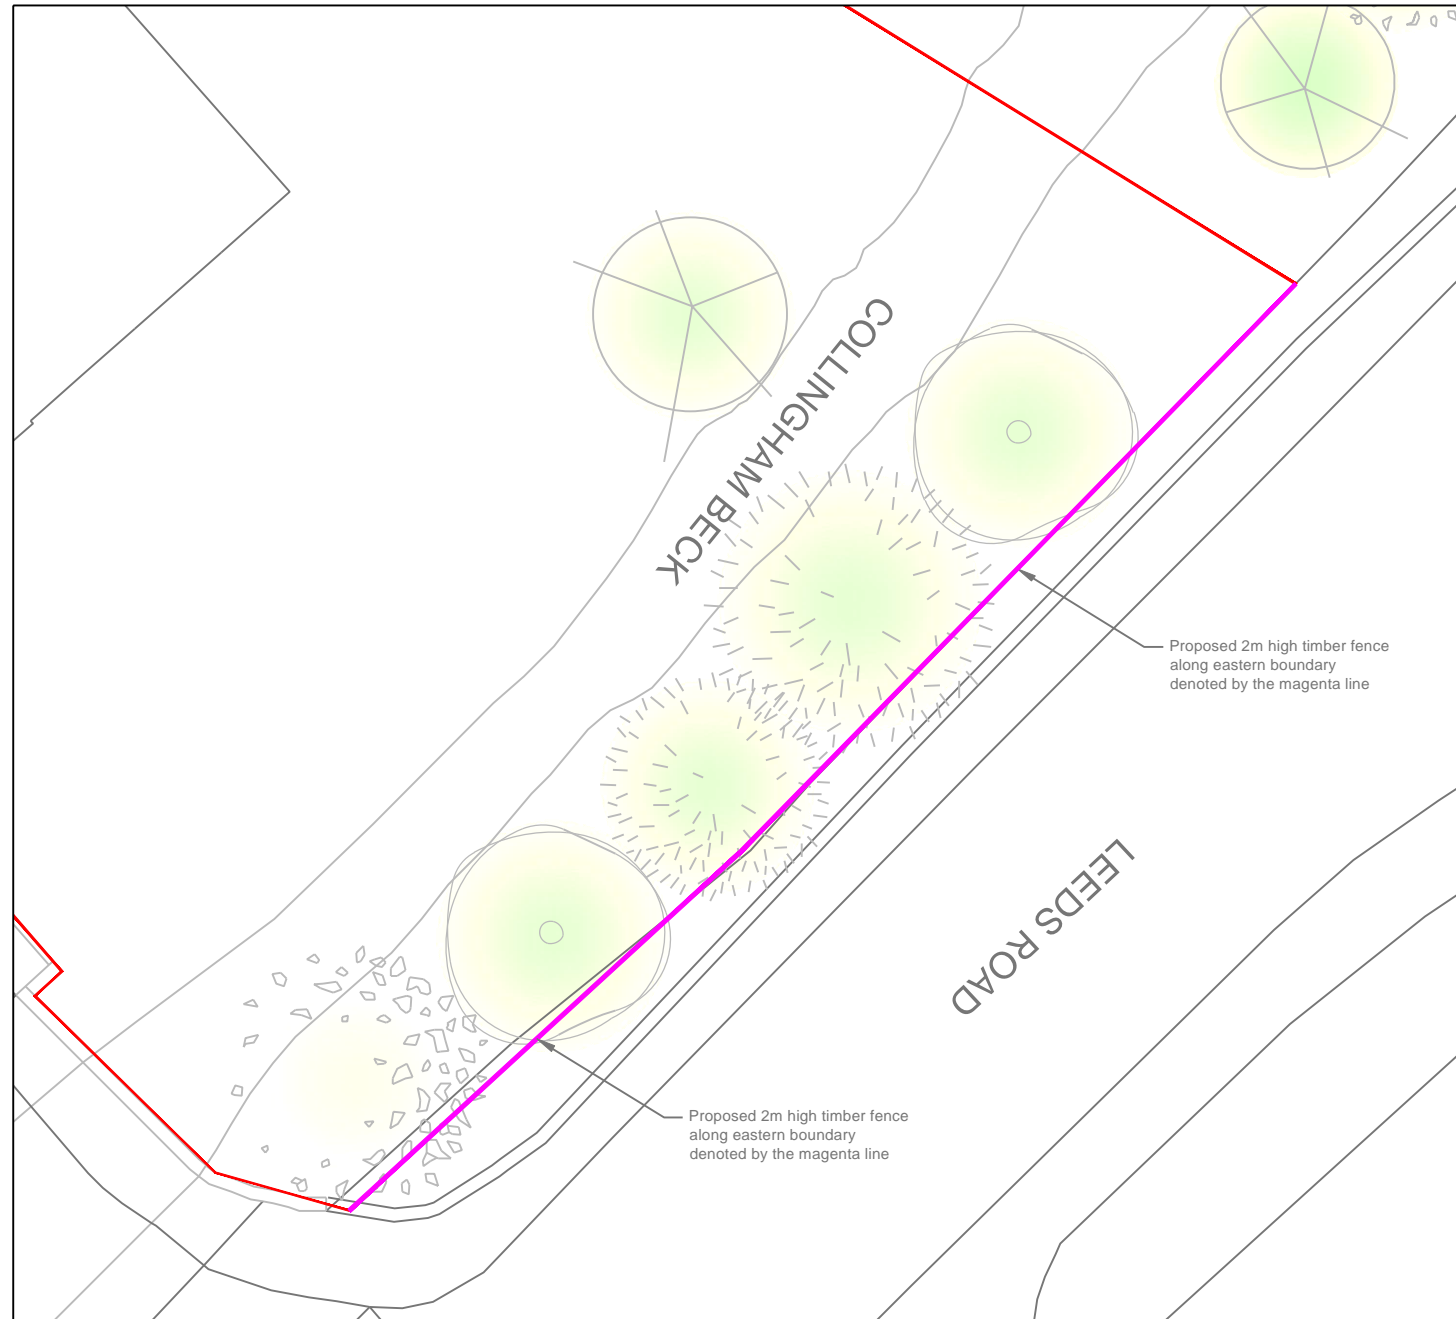 COLLINGHAM BECK
Proposed 2m high timber fence
along eastern boundary
denoted by the magenta line
LEEDS ROAD
Proposed 2m high timber fence
along eastern boundary
denoted by the magenta line